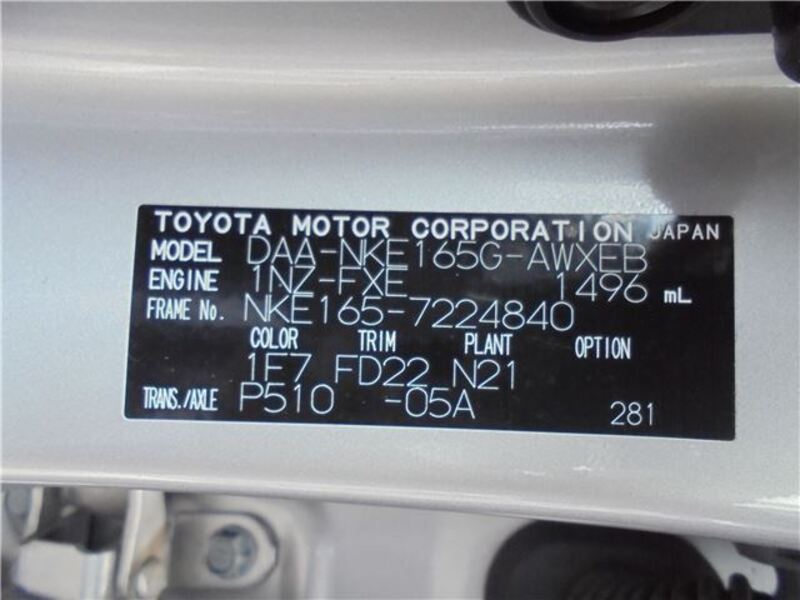 TOYOTA MOTOR CORPORATION JAPAN
MODEL DAA-NKE165G-AWXEB
ENGINE 1NZ-FXE 1496 mL
FRAME No. NKE165-7224840
COLOR TRIM PLANT OPTION
1F7 FD22 N21
TRANS./AXLE P510 -05A 281